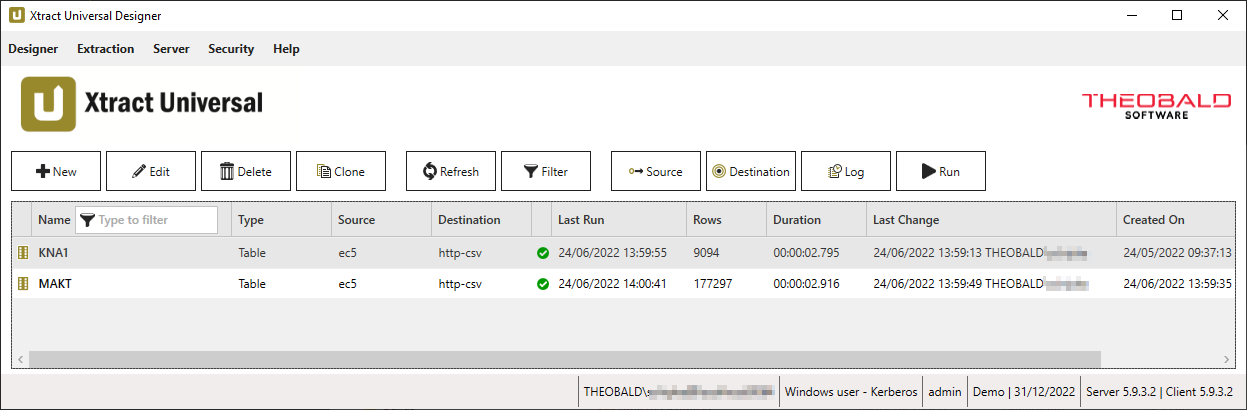 Xtract Universal Designer
Designer Extraction Server Security Help
Xtract Universal
THEOBALD
SOFTWARE
New Edit Delete Clone Refresh Filter Source Destination Log Run
Name Type to filter Type Source Destination Last Run Rows Duration Last Change Created On
KNA1 Table ec5 http-csv 24/06/2022 13:59:55 9094 00:00:02.795 24/06/2022 13:59:13 THEOBALD\ 24/05/2022 09:37:13
MAKT Table ec5 http-csv 24/06/2022 14:00:41 177297 00:00:02.916 24/06/2022 13:59:49 THEOBALD\ 24/06/2022 13:59:35
THEOBALD\ Windows user - Kerberos admin Demo | 31/12/2022 Server 5.9.3.2 | Client 5.9.3.2